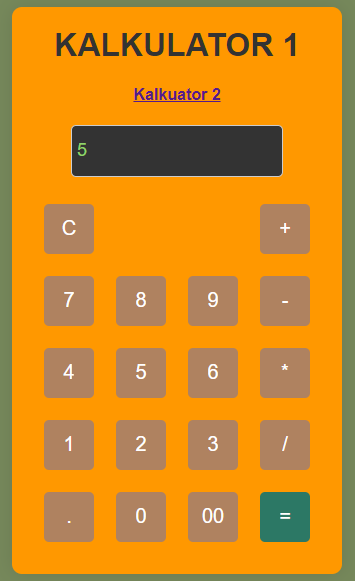 KALKULATOR 1
Kalkuator 2
5
C +
7 8 9 -
4 5 6 *
1 2 3 /
. 0 00 =